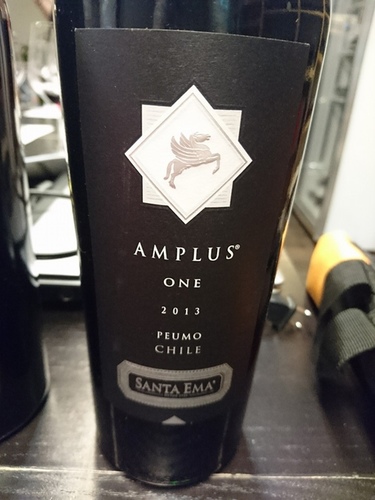 AMPLUS®
ONE
2013
PEUMO
CHILE
SANTA EMA®